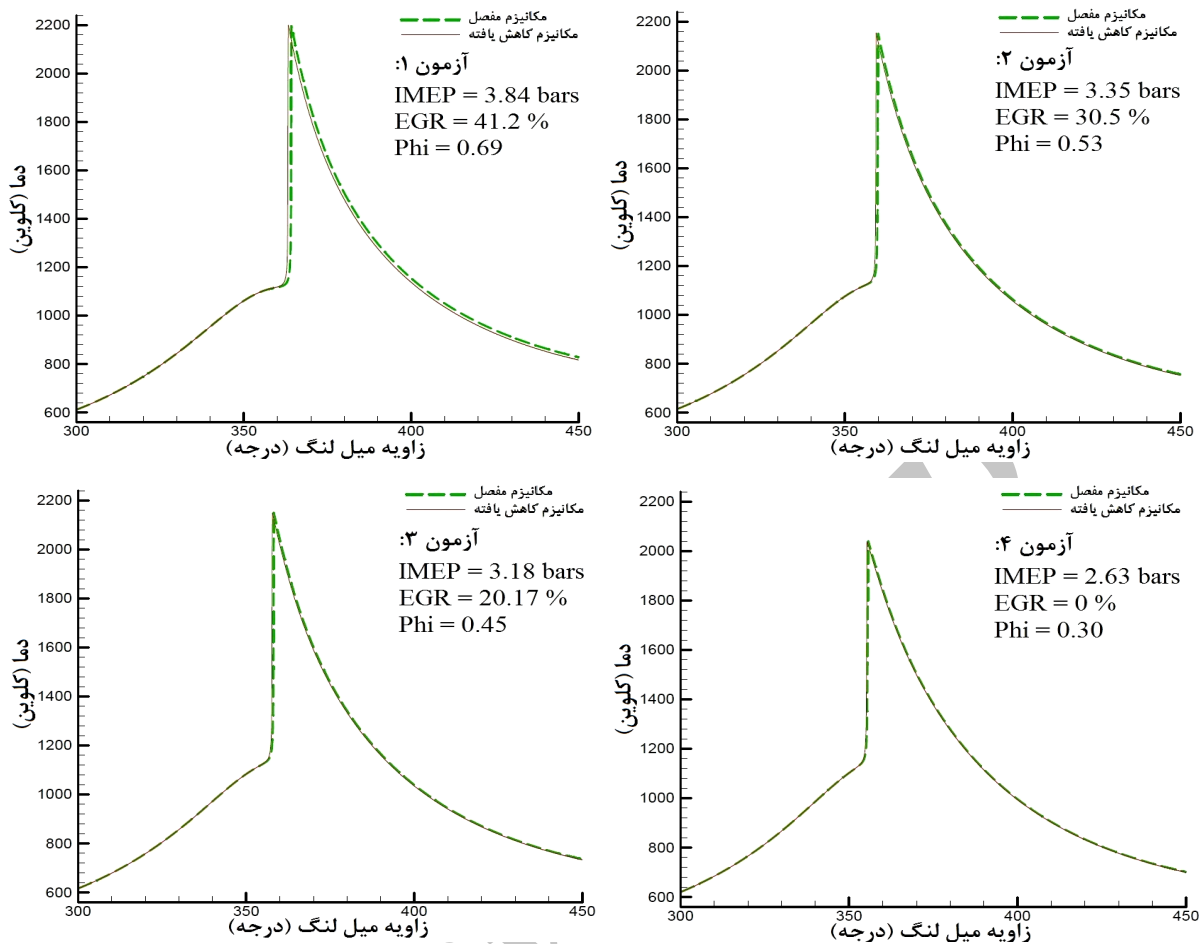 مکانیزم مفصل
مکانیزم کاهش یافته
آزمون ۱:
IMEP = 3.84 bars
EGR = 41.2 %
Phi = 0.69
2200
2000
1800
1600
1400
1200
1000
800
600
دما (کلوین)
300
350
400
450
زاویه میل لنگ (درجه)
مکانیزم مفصل
مکانیزم کاهش یافته
آزمون ۲:
IMEP = 3.35 bars
EGR = 30.5 %
Phi = 0.53
2200
2000
1800
1600
1400
1200
1000
800
600
دما (کلوین)
300
350
400
450
زاویه میل لنگ (درجه)
مکانیزم مفصل
مکانیزم کاهش یافته
آزمون ۳:
IMEP = 3.18 bars
EGR = 20.17 %
Phi = 0.45
2200
2000
1800
1600
1400
1200
1000
800
600
دما (کلوین)
300
350
400
450
زاویه میل لنگ (درجه)
مکانیزم مفصل
مکانیزم کاهش یافته
آزمون ۴:
IMEP = 2.63 bars
EGR = 0 %
Phi = 0.30
2200
2000
1800
1600
1400
1200
1000
800
600
دما (کلوین)
300
350
400
450
زاویه میل لنگ (درجه)